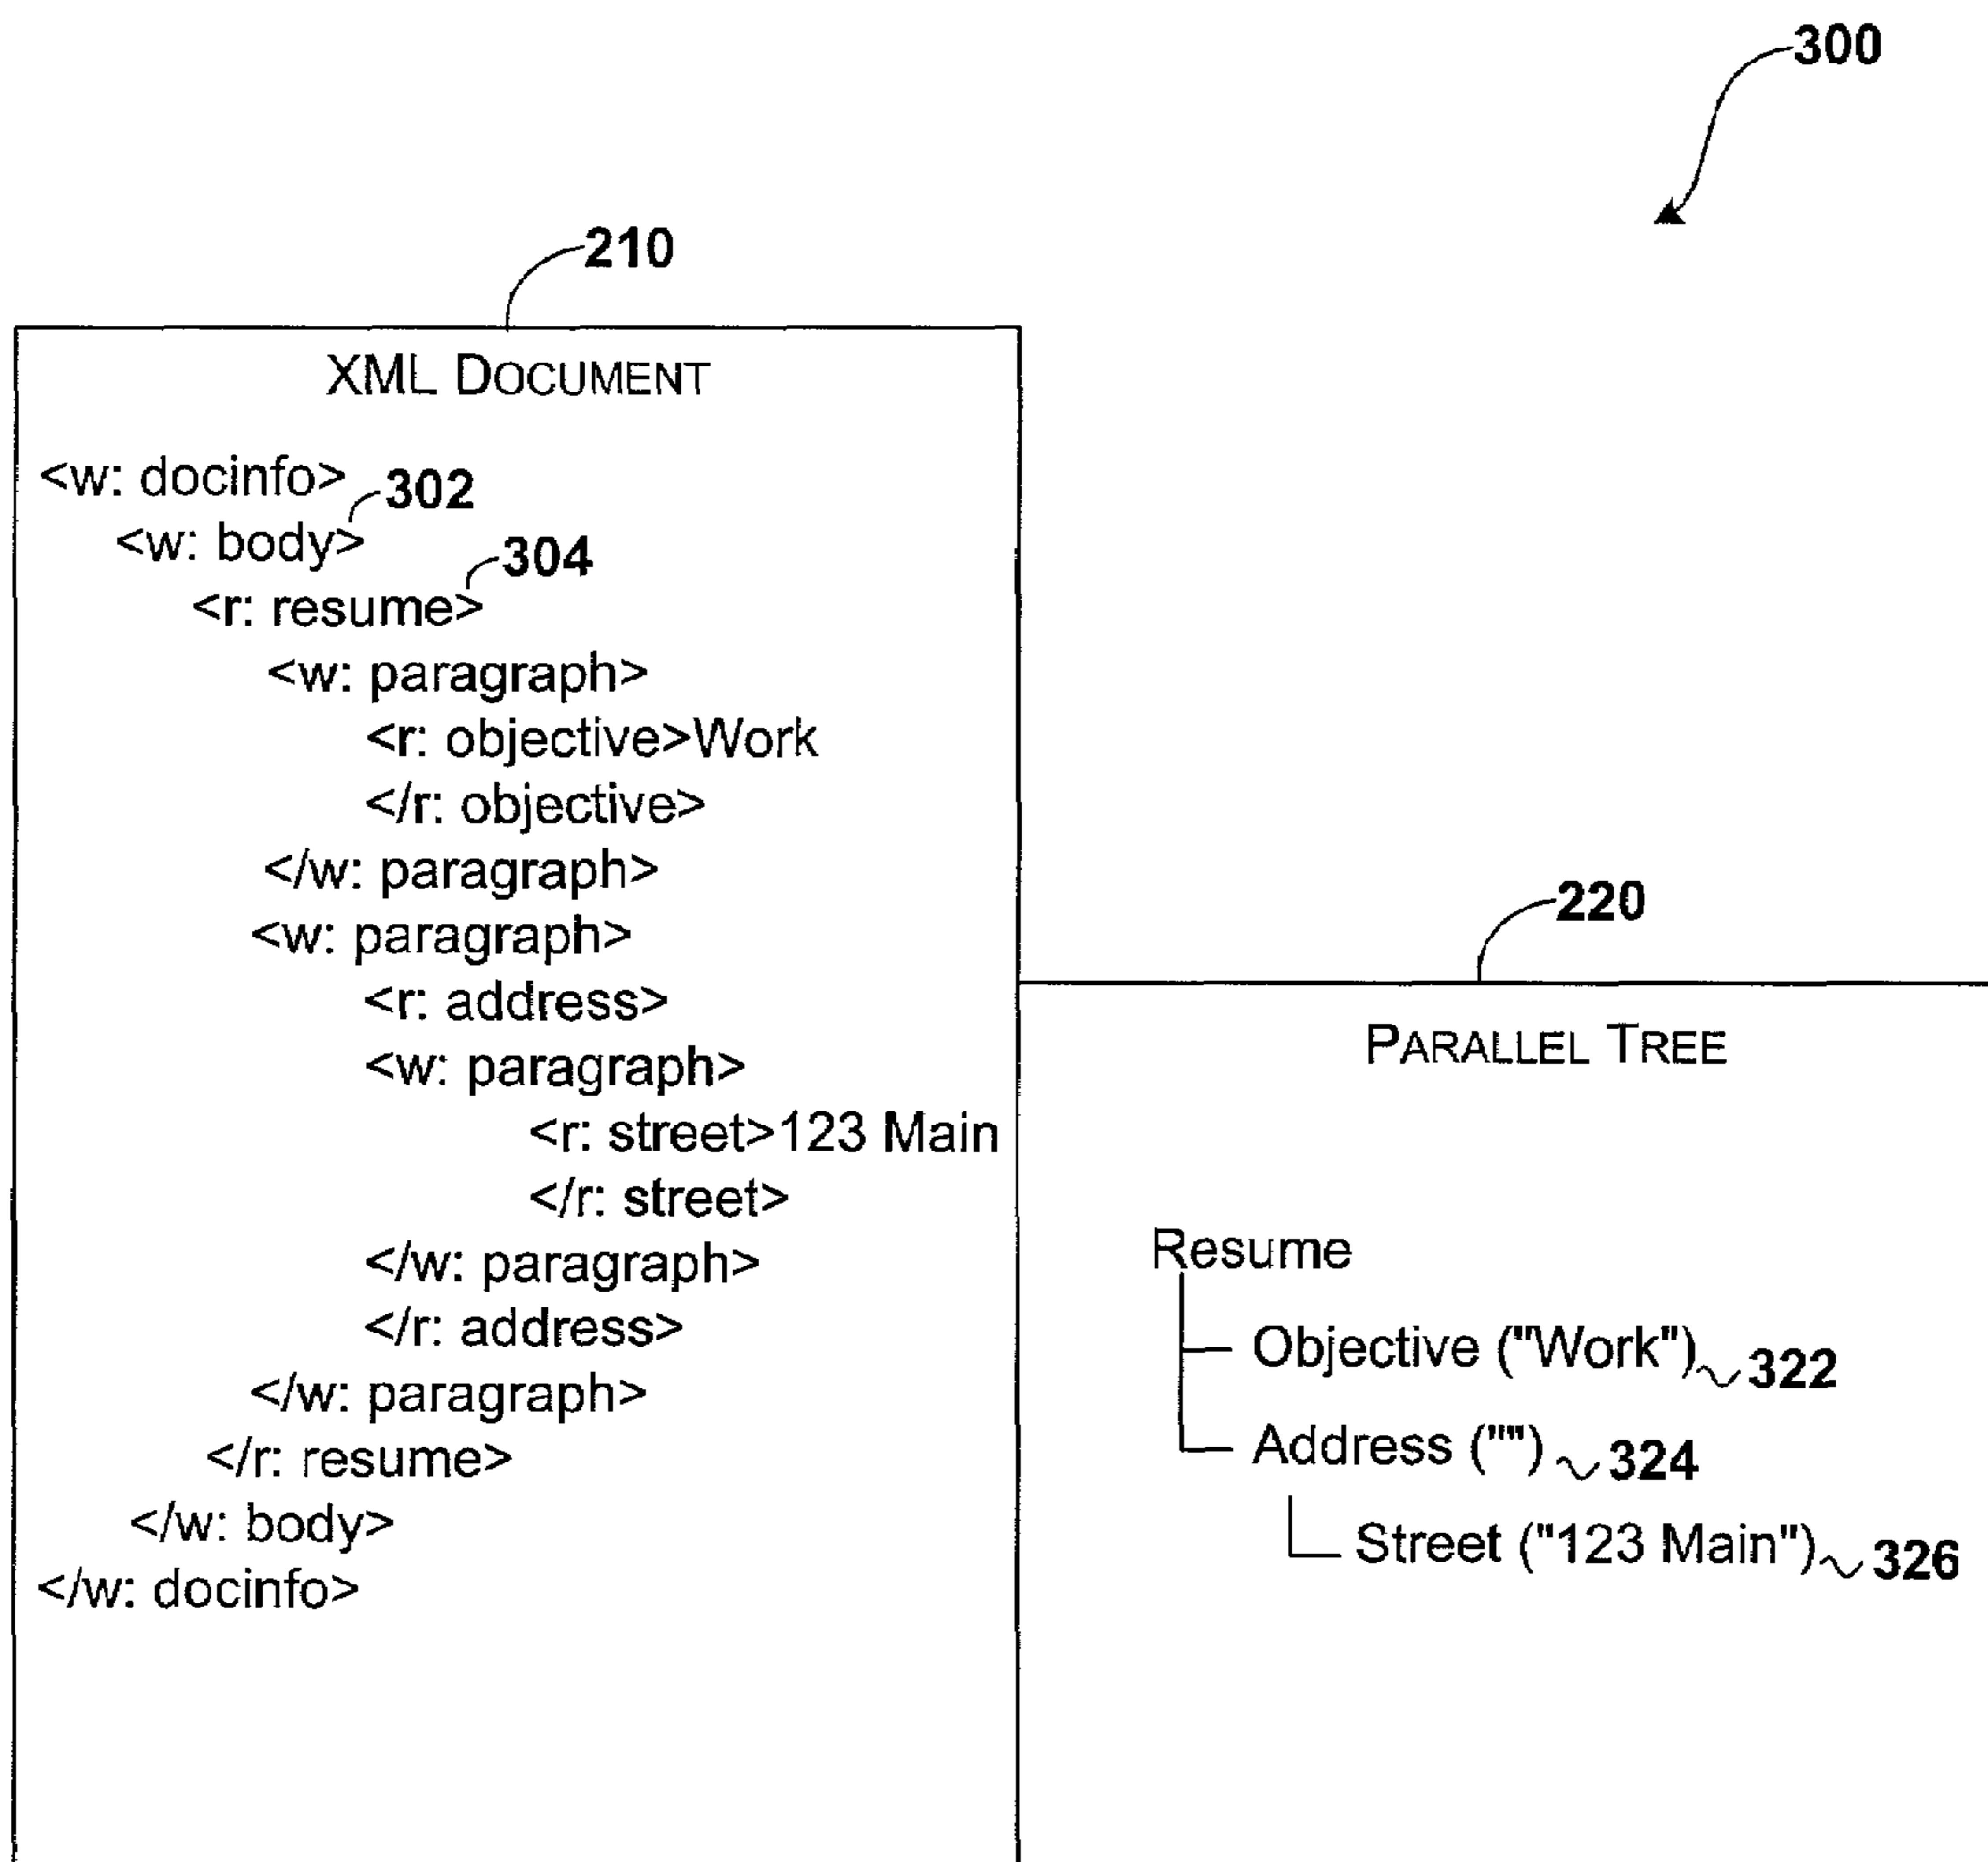 300
210
XML DOCUMENT
<w: docinfo>
302
<w: body>
304
<r: resume>
<w: paragraph>
<r: objective>Work
</r: objective>
</w: paragraph>
<w: paragraph>
<r: address>
<w: paragraph>
<r: street>123 Main
</r: street>
</w: paragraph>
</r: address>
</w: paragraph>
</r: resume>
</w: body>
</w: docinfo>
220
PARALLEL TREE
Resume
Objective ("Work") 322
Address ("") 324
Street ("123 Main") 326